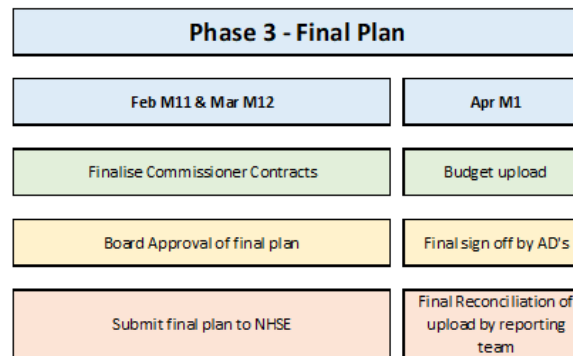 Phase 3 - Final Plan
Feb M11 & Mar M12
Apr M1
Finalise Commissioner Contracts
Budget upload
Board Approval of final plan
Final sign off by AD's
Submit final plan to NHSE
Final Reconciliation of
upload by reporting
team